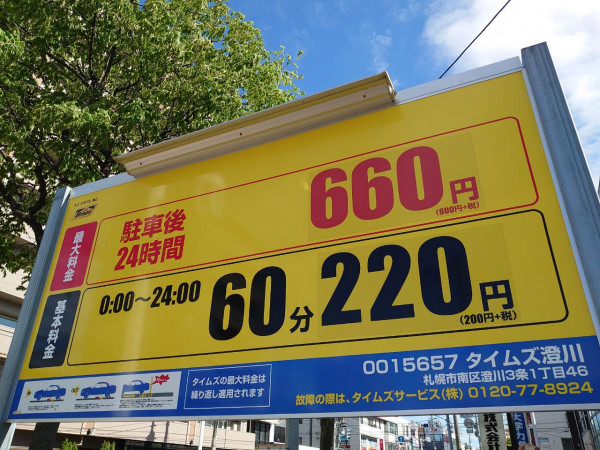 Times
最大料金
駐車後
24時間
660円
(600円+税)
基本料金
0:00〜24:00
60分
220円
(200円+税)
タイムズの最大料金は
繰り返し適用されます
0015657 タイムズ澄川
札幌市南区澄川3条1丁目46
故障の際は、タイムズサービス(株) 0120-77-8924